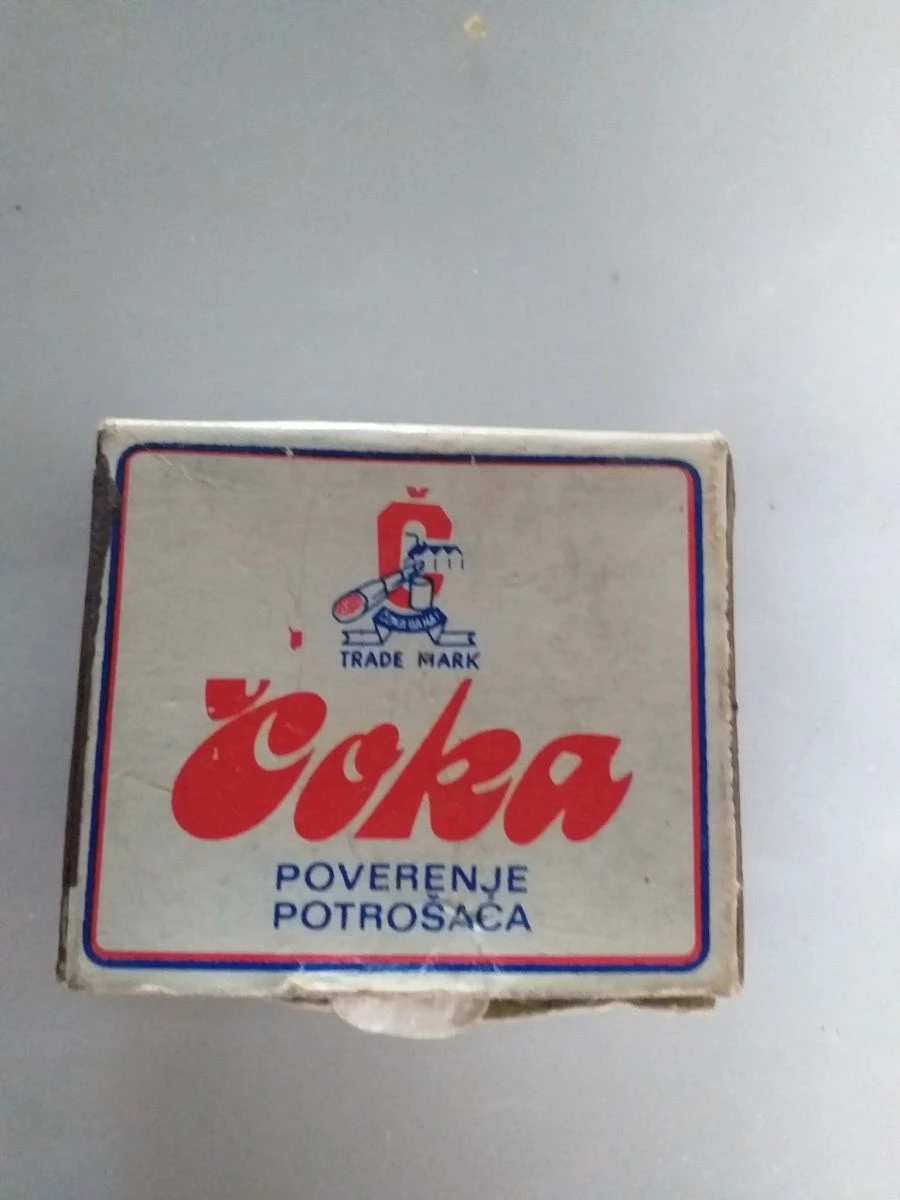 Č
TRADE MARK
Čoka
POVERENJE
POTROŠAČA